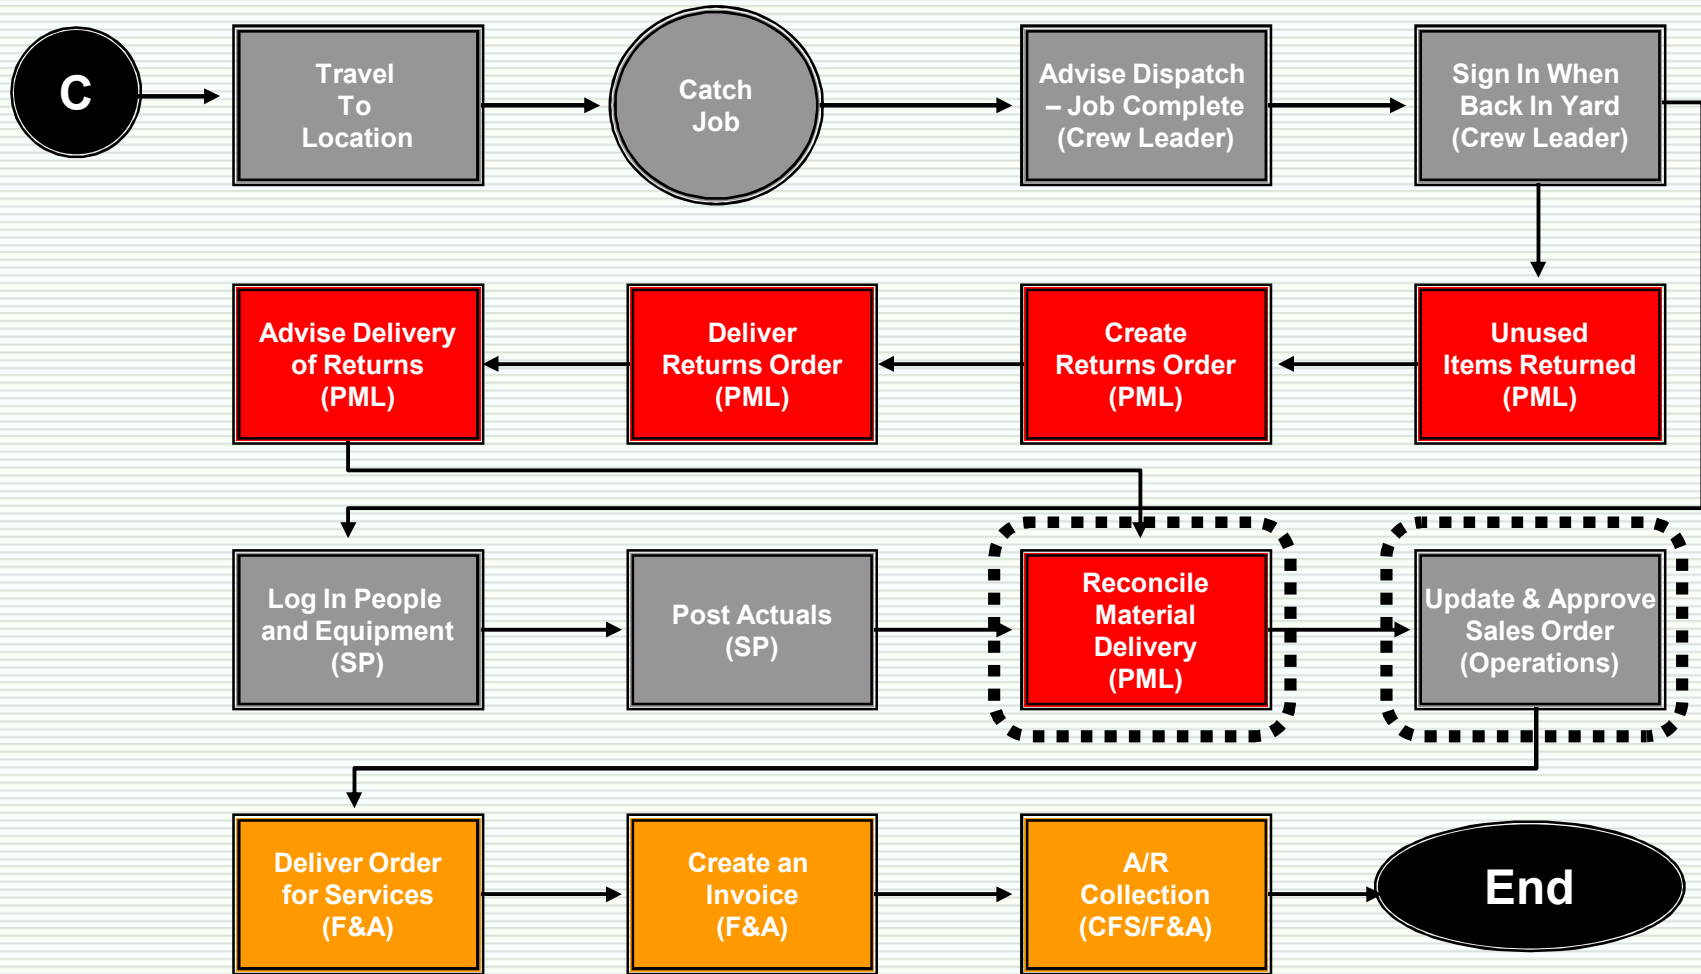 C
Travel
To
Location
Catch
Job
Advise Dispatch
– Job Complete
(Crew Leader)
Sign In When
Back In Yard
(Crew Leader)
Advise Delivery
of Returns
(PML)
Deliver
Returns Order
(PML)
Create
Returns Order
(PML)
Unused
Items Returned
(PML)
Log In People
and Equipment
(SP)
Post Actuals
(SP)
Reconcile
Material
Delivery
(PML)
Update & Approve
Sales Order
(Operations)
Deliver Order
for Services
(F&A)
Create an
Invoice
(F&A)
A/R
Collection
(CFS/F&A)
End